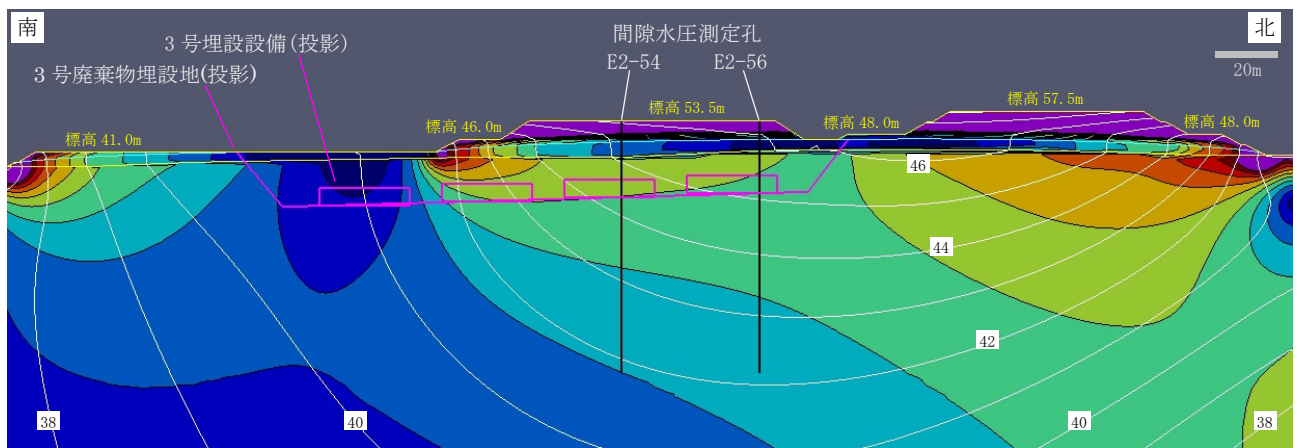 南
3 号埋設設備(投影)
3 号廃棄物埋設地(投影)
間隙水圧測定孔
E2-54
E2-56
北
20m
標高 41.0m
標高 46.0m
標高 53.5m
標高 48.0m
標高 57.5m
標高 48.0m
46
44
42
38
40
40
38